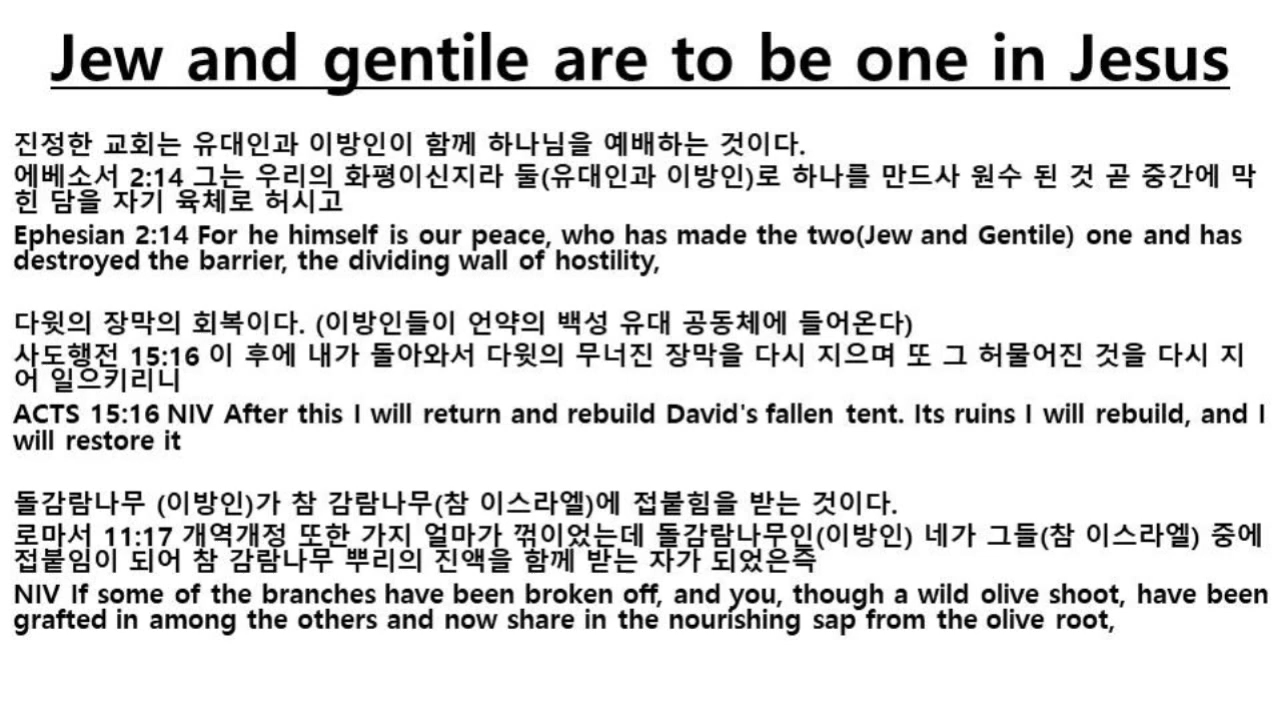 Jew and gentile are to be one in Jesus
진정한 교회는 유대인과 이방인이 함께 하나님을 예배하는 것이다.
에베소서 2:14 그는 우리의 화평이신지라 둘(유대인과 이방인)로 하나를 만드사 원수 된 것 곧 중간에 막
힌 담을 자기 육체로 허시고
Ephesian 2:14 For he himself is our peace, who has made the two(Jew and Gentile) one and has
destroyed the barrier, the dividing wall of hostility,
다윗의 장막의 회복이다. (이방인들이 언약의 백성 유대 공동체에 들어온다)
사도행전 15:16 이 후에 내가 돌아와서 다윗의 무너진 장막을 다시 지으며 또 그 허물어진 것을 다시 지
어 일으키리니
ACTS 15:16 NIV After this I will return and rebuild David's fallen tent. Its ruins I will rebuild, and I
will restore it
돌감람나무 (이방인)가 참 감람나무(참 이스라엘)에 접붙힘을 받는 것이다.
로마서 11:17 개역개정 또한 가지 얼마가 꺾이었는데 돌감람나무인(이방인) 네가 그들(참 이스라엘) 중에
접붙임이 되어 참 감람나무 뿌리의 진액을 함께 받는 자가 되었은즉
NIV If some of the branches have been broken off, and you, though a wild olive shoot, have been
grafted in among the others and now share in the nourishing sap from the olive root,